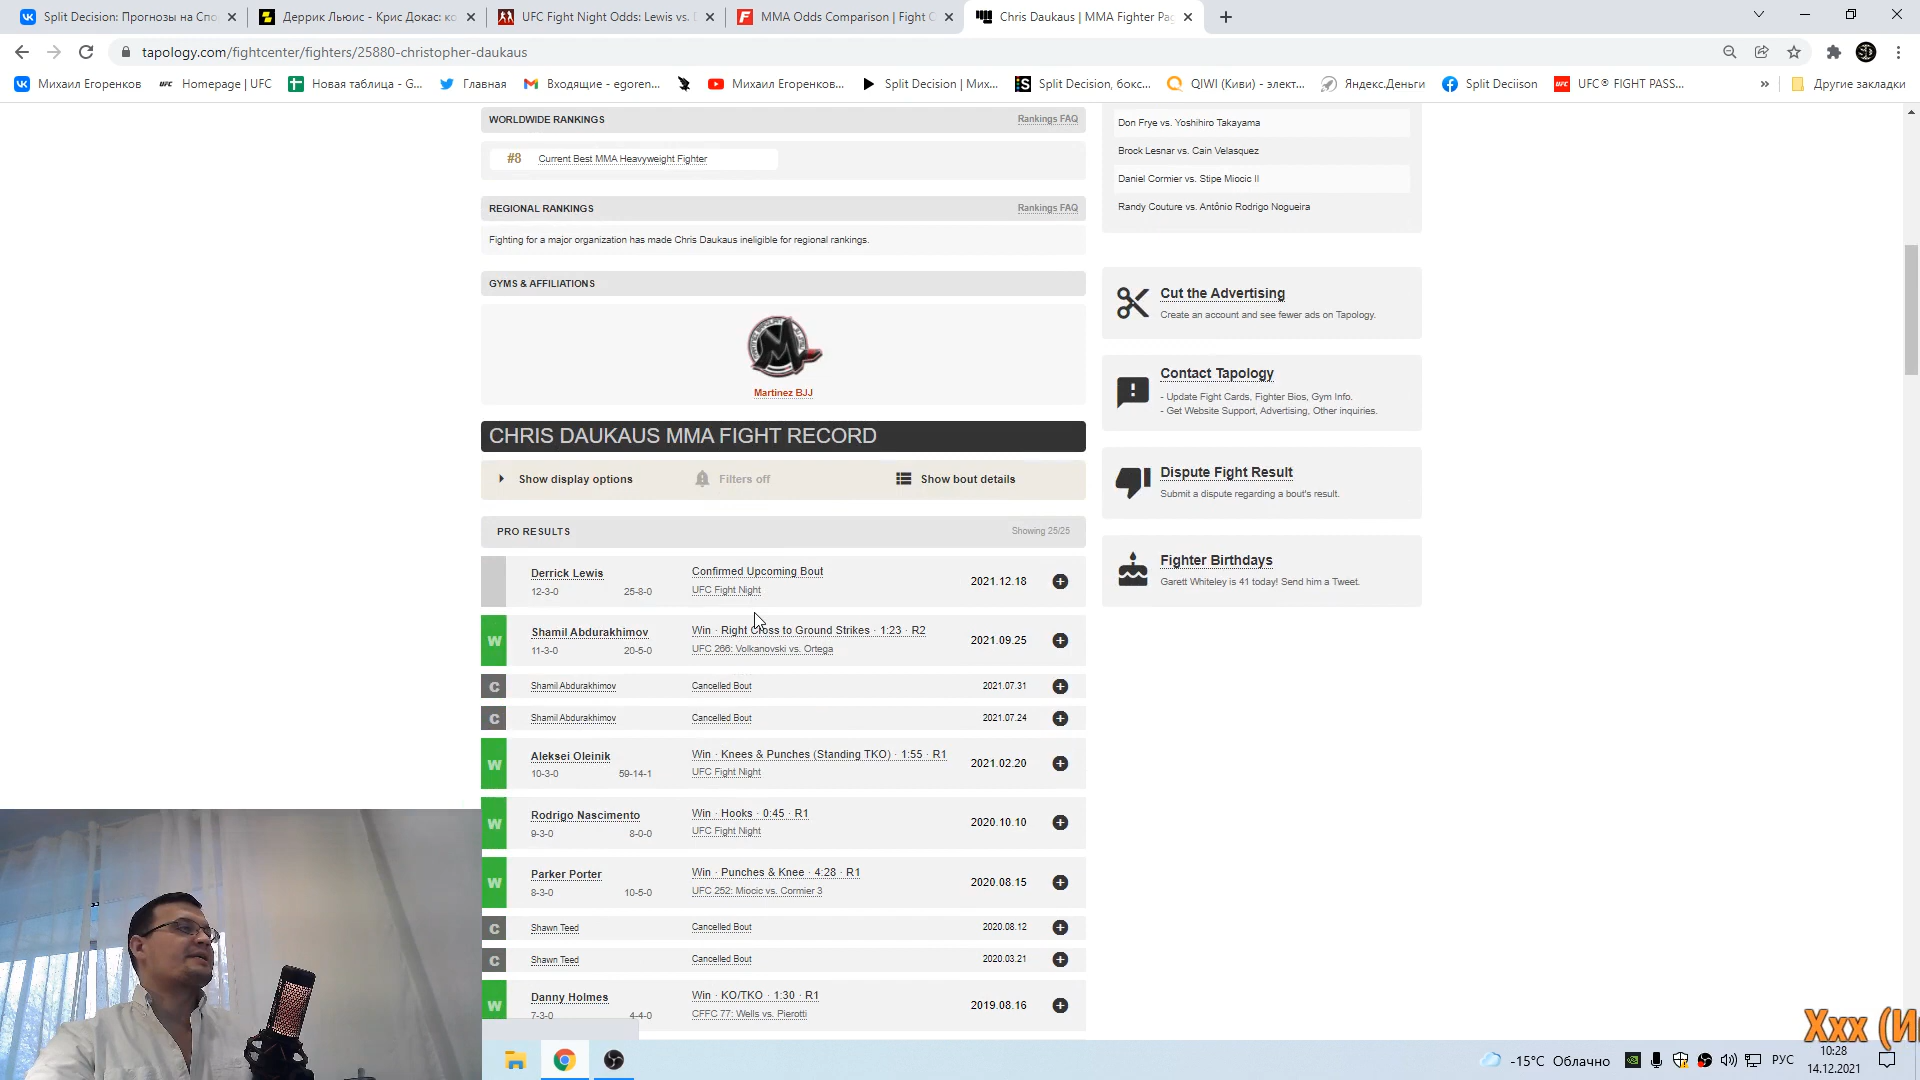 Split Decision: Прогнозы на Спо
Деррик Льюис - Крис Докас: ко
UFC Fight Night Odds: Lewis vs.
MMA Odds Comparison | Fight O
Chris Daukaus | MMA Fighter Pag
tapology.com/fightcenter/fighters/25880-christopher-daukaus
Михаил Егоренков
Homepage | UFC
Новая таблица - G...
Главная
Входящие - egoren...
Михаил Егоренков...
Split Decision | Мих...
Split Decision, бокс...
QIWI (Киви) - элект...
Яндекс.Деньги
Split Deciison
UFC® FIGHT PASS...
»
Другие закладки
WORLDWIDE RANKINGS
Rankings FAQ
#8 Current Best MMA Heavyweight Fighter
REGIONAL RANKINGS
Rankings FAQ
Fighting for a major organization has made Chris Daukaus ineligible for regional rankings.
GYMS & AFFILIATIONS
Martinez BJJ
CHRIS DAUKAUS MMA FIGHT RECORD
Show display options
Filters off
Show bout details
PRO RESULTS
Showing 25/25
Derrick Lewis Confirmed Upcoming Bout 2021.12.18
12-3-0 25-8-0 UFC Fight Night
W Shamil Abdurakhimov Win · Right Cross to Ground Strikes · 1:23 · R2 2021.09.25
11-3-0 20-5-0 UFC 266: Volkanovski vs. Ortega
C Shamil Abdurakhimov Cancelled Bout 2021.07.31
C Shamil Abdurakhimov Cancelled Bout 2021.07.24
W Aleksei Oleinik Win · Knees & Punches (Standing TKO) · 1:55 · R1 2021.02.20
10-3-0 59-14-1 UFC Fight Night
W Rodrigo Nascimento Win · Hooks · 0:45 · R1 2020.10.10
9-3-0 8-0-0 UFC Fight Night
W Parker Porter Win · Punches & Knee · 4:28 · R1 2020.08.15
8-3-0 10-5-0 UFC 252: Miocic vs. Cormier 3
C Shawn Teed Cancelled Bout 2020.08.12
C Shawn Teed Cancelled Bout 2020.03.21
W Danny Holmes Win · KO/TKO · 1:30 · R1 2019.08.16
7-3-0 4-4-0 CFFC 77: Wells vs. Pierotti
Don Frye vs. Yoshihiro Takayama
Brock Lesnar vs. Cain Velasquez
Daniel Cormier vs. Stipe Miocic II
Randy Couture vs. Antônio Rodrigo Nogueira
Cut the Advertising
Create an account and see fewer ads on Tapology.
Contact Tapology
- Update Fight Cards, Fighter Bios, Gym Info.
- Get Website Support, Advertising, Other inquiries.
Dispute Fight Result
Submit a dispute regarding a bout's result.
Fighter Birthdays
Garett Whiteley is 41 today! Send him a Tweet.
Xxx (И
-15°C Облачно
РУС
10:28
14.12.2021